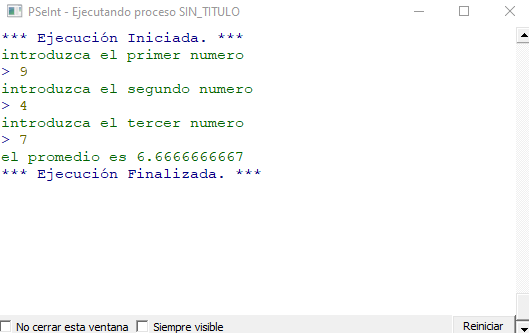 PSeInt - Ejecutando proceso SIN_TITULO
*** Ejecución Iniciada. ***
introduzca el primer numero
> 9
introduzca el segundo numero
> 4
introduzca el tercer numero
> 7
el promedio es 6.6666666667
*** Ejecución Finalizada. ***
No cerrar esta ventana Siempre visible Reiniciar